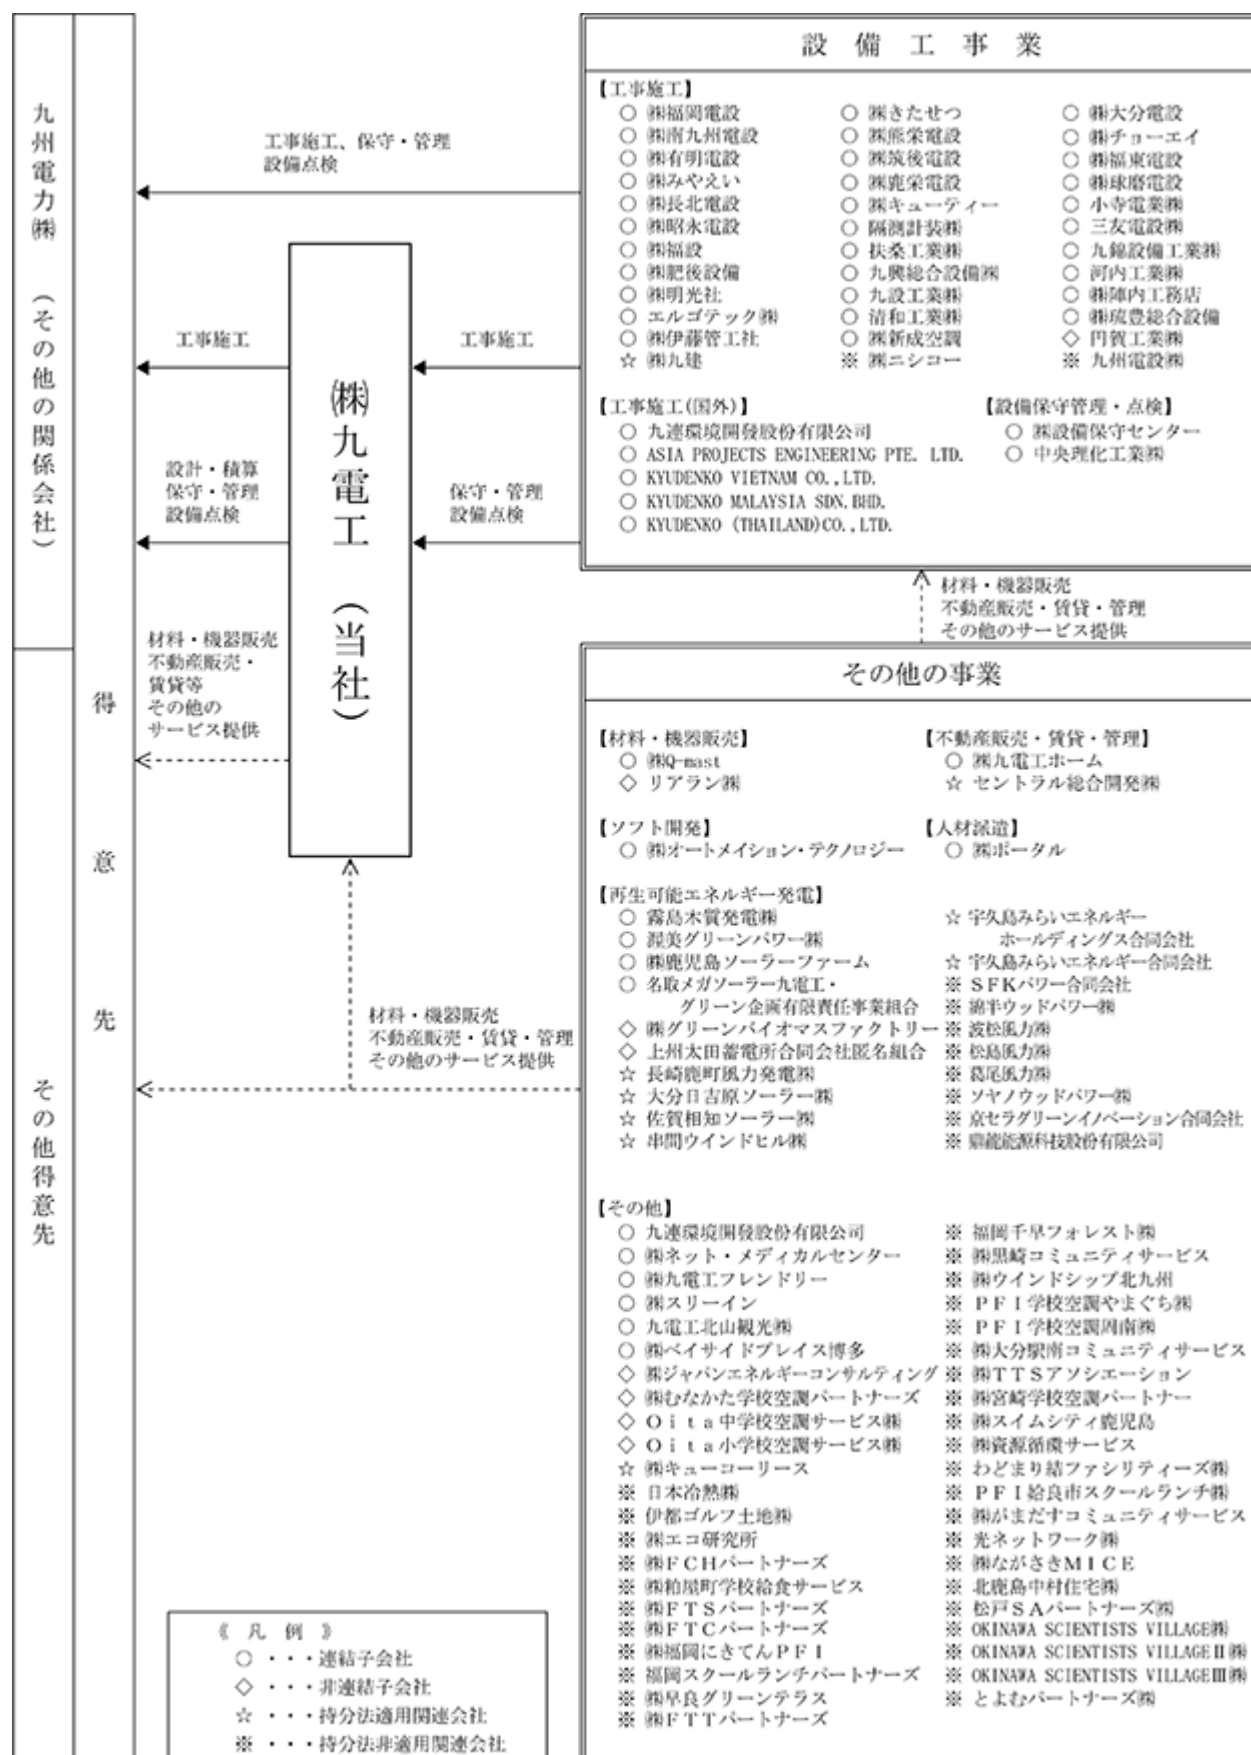 九州電力㈱ (その他の関係会社)
その他得意先
得意先
工事施工、保守・管理
設備点検
工事施工
工事施工
設計・積算
保守・管理
設備点検
保守・管理
設備点検
材料・機器販売
不動産販売・
賃貸等
その他の
サービス提供
㈱九電工 (当社)
材料・機器販売
不動産販売・賃貸・管理
その他のサービス提供
設備工事業
【工事施工】
○ ㈱福岡電設 ○ ㈱きたせつ ○ ㈱大分電設
○ ㈱南九州電設 ○ ㈱熊栄電設 ○ ㈱チョーエイ
○ ㈱有明電設 ○ ㈱筑後電設 ○ ㈱福東電設
○ ㈱みやえい ○ ㈱鹿栄電設 ○ ㈱球磨電設
○ ㈱長北電設 ○ ㈱キューティー ○ 小寺電業㈱
○ ㈱昭永電設 ○ 隔測計装㈱ ○ 三友電設㈱
○ ㈱福設 ○ 扶桑工業㈱ ○ 九錦設備工業㈱
○ ㈱肥後設備 ○ 九興総合設備㈱ ○ 河内工業㈱
○ ㈱明光社 ○ 九設工業㈱ ○ ㈱陣内工務店
○ エルゴテック㈱ ○ 清和工業㈱ ○ ㈱琉豊総合設備
○ ㈱伊藤管工社 ○ ㈱新成空調 ◇ 円賀工業㈱
☆ ㈱九建 ※ ㈱ニシコー ※ 九州電設㈱
【工事施工(国外)】
○ 九連環境開發股份有限公司
○ ASIA PROJECTS ENGINEERING PTE. LTD.
○ KYUDENKO VIETNAM CO.,LTD.
○ KYUDENKO MALAYSIA SDN.BHD.
○ KYUDENKO (THAILAND)CO.,LTD.
【設備保守管理・点検】
○ ㈱設備保守センター
○ 中央理化工業㈱
材料・機器販売
不動産販売・賃貸・管理
その他のサービス提供
その他の事業
【材料・機器販売】
○ ㈱Q-mast
◇ リアラン㈱
【不動産販売・賃貸・管理】
○ ㈱九電工ホーム
☆ セントラル総合開発㈱
【ソフト開発】
○ ㈱オートメイション・テクノロジー
【人材派遣】
○ ㈱ポータル
【再生可能エネルギー発電】
○ 霧島木質発電㈱
○ 渥美グリーンパワー㈱
○ ㈱鹿児島ソーラーファーム
○ 名取メガソーラー九電工・
グリーン企画有限責任事業組合
◇ ㈱グリーンバイオマスファクトリー
◇ 上州太田蓄電所合同会社匿名組合
☆ 長崎鹿町風力発電㈱
☆ 大分日吉原ソーラー㈱
☆ 佐賀相知ソーラー㈱
☆ 串間ウインドヒル㈱
☆ 宇久島みらいエネルギー
ホールディングス合同会社
☆ 宇久島みらいエネルギー合同会社
※ SFKパワー合同会社
※ 綿半ウッドパワー㈱
※ 波松風力㈱
※ 松島風力㈱
※ 葛尾風力㈱
※ ソヤノウッドパワー㈱
※ 京セラグリーンイノベーション合同会社
※ 鼎龍能源科技股份有限公司
【その他】
○ 九連環境開發股份有限公司
○ ㈱ネット・メディカルセンター
○ ㈱九電工フレンドリー
○ ㈱スリーイン
○ 九電工北山観光㈱
○ ㈱ベイサイドプレイス博多
◇ ㈱ジャパンエネルギーコンサルティング
◇ ㈱むなかた学校空調パートナーズ
◇ Oita中学校空調サービス㈱
◇ Oita小学校空調サービス㈱
☆ ㈱キューコーリース
※ 日本冷熱㈱
※ 伊都ゴルフ土地㈱
※ ㈱エコ研究所
※ ㈱FCHパートナーズ
※ ㈱粕屋町学校給食サービス
※ ㈱FTSパートナーズ
※ ㈱FTCパートナーズ
※ ㈱福岡にきてんPFI
※ 福岡スクールランチパートナーズ
※ ㈱早良グリーンテラス
※ ㈱FTTパートナーズ
※ 福岡千早フォレスト㈱
※ ㈱黒崎コミュニティサービス
※ ㈱ウインドシップ北九州
※ PFI学校空調やまぐち㈱
※ PFI学校空調周南㈱
※ ㈱大分駅南コミュニティサービス
※ ㈱TTSアソシエーション
※ ㈱宮崎学校空調パートナー
※ ㈱スイムシティ鹿児島
※ ㈱資源循環サービス
※ わどまり結ファシリティーズ㈱
※ PFI姶良市スクールランチ㈱
※ ㈱がまだすコミュニティサービス
※ 光ネットワーク㈱
※ ㈱ながさきMICE
※ 北鹿島中村住宅㈱
※ 松戸SAパートナーズ㈱
※ OKINAWA SCIENTISTS VILLAGE㈱
※ OKINAWA SCIENTISTS VILLAGEⅡ㈱
※ OKINAWA SCIENTISTS VILLAGEⅢ㈱
※ とよむパートナーズ㈱
《 凡 例 》
○ ・・・連結子会社
◇ ・・・非連結子会社
☆ ・・・持分法適用関連会社
※ ・・・持分法非適用関連会社